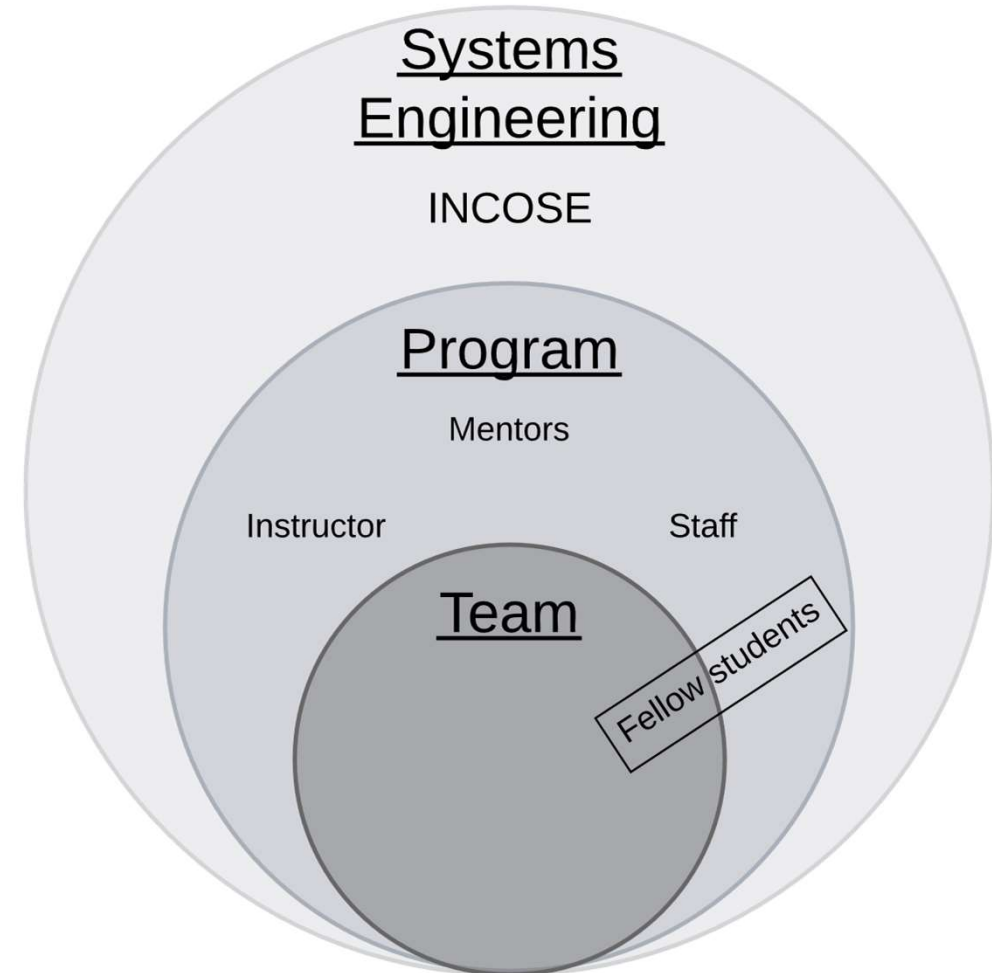 Systems
Engineering
INCOSE
Program
Mentors
Instructor
Staff
Team
Fellow students